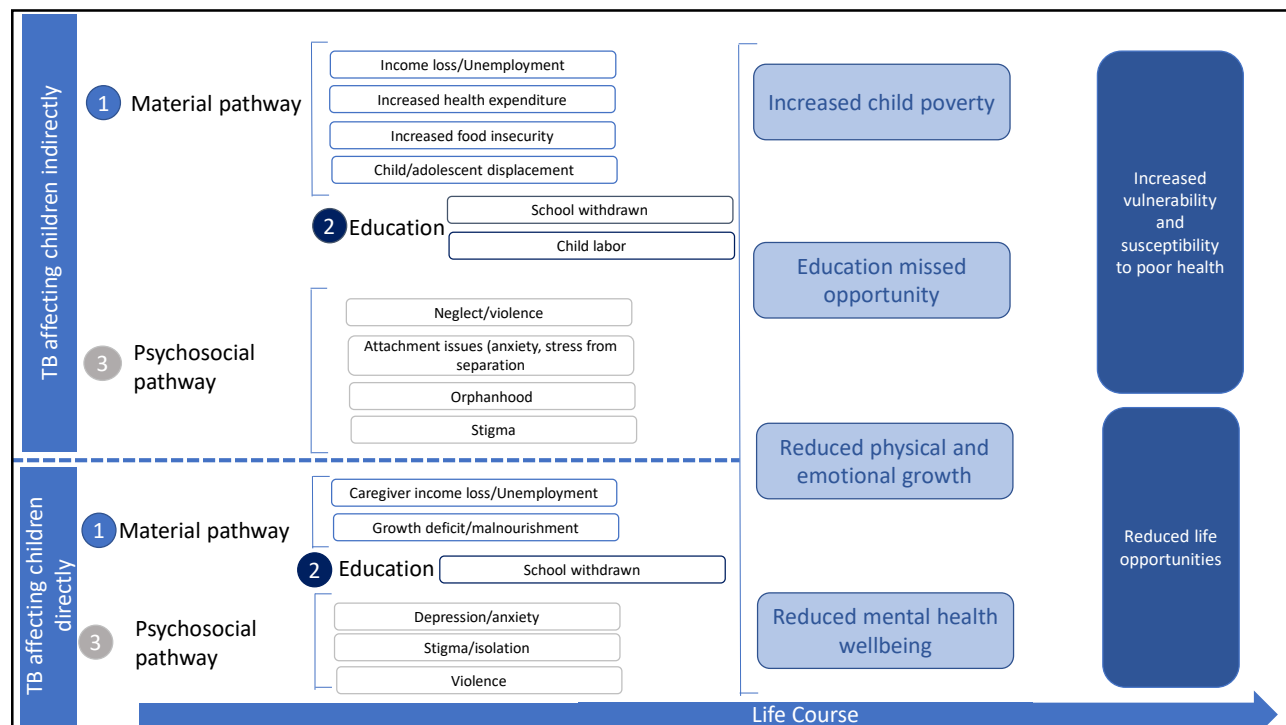 TB affecting children indirectly
1
Material pathway
Income loss/Unemployment
Increased health expenditure
Increased food insecurity
Child/adolescent displacement
2
Education
School withdrawn
Child labor
3
Psychosocial
pathway
Neglect/violence
Attachment issues (anxiety, stress from
separation
Orphanhood
Stigma
TB affecting children
directly
1
Material pathway
Caregiver income loss/Unemployment
Growth deficit/malnourishment
2
Education
School withdrawn
3
Psychosocial
pathway
Depression/anxiety
Stigma/isolation
Violence
Increased child poverty
Education missed
opportunity
Reduced physical and
emotional growth
Reduced mental health
wellbeing
Increased
vulnerability
and
susceptibility
to poor health
Reduced life
opportunities
Life Course